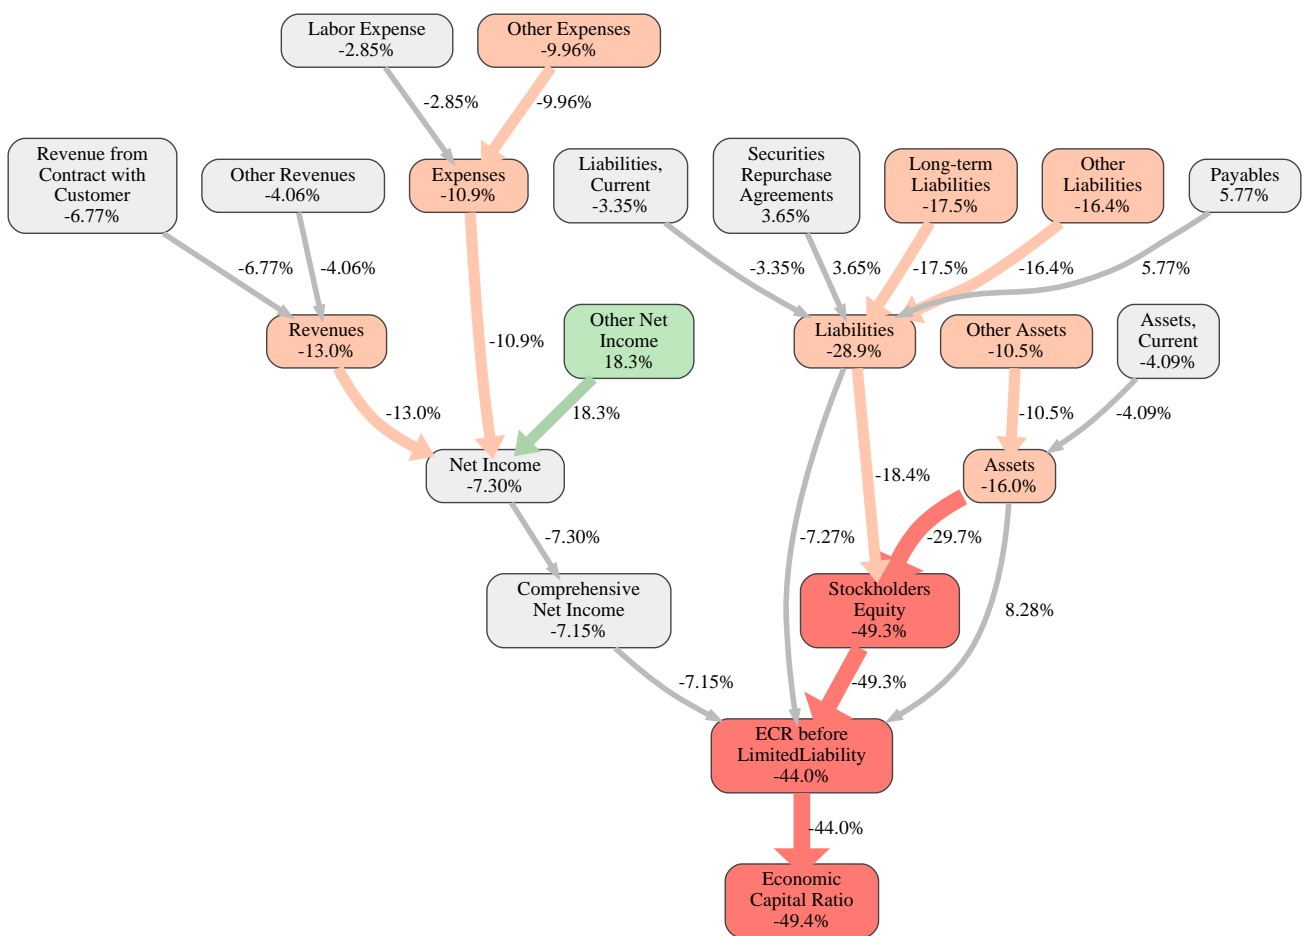 Labor Expense
-2.85%
Other Expenses
-9.96%
-2.85%
-9.96%
Revenue from
Contract with
Customer
-6.77%
Other Revenues
-4.06%
Expenses
-10.9%
Liabilities,
Current
-3.35%
Securities
Repurchase
Agreements
3.65%
Long-term
Liabilities
-17.5%
Other
Liabilities
-16.4%
Payables
5.77%
-6.77%
-4.06%
-3.35%
3.65%
-17.5%
-16.4%
5.77%
Revenues
-13.0%
-10.9%
Other Net
Income
18.3%
Liabilities
-28.9%
Other Assets
-10.5%
Assets,
Current
-4.09%
-13.0%
18.3%
-10.5%
-4.09%
Net Income
-7.30%
-18.4%
Assets
-16.0%
-7.30%
-7.27%
-29.7%
Comprehensive
Net Income
-7.15%
Stockholders
Equity
-49.3%
8.28%
-7.15%
-49.3%
ECR before
LimitedLiability
-44.0%
-44.0%
Economic
Capital Ratio
-49.4%